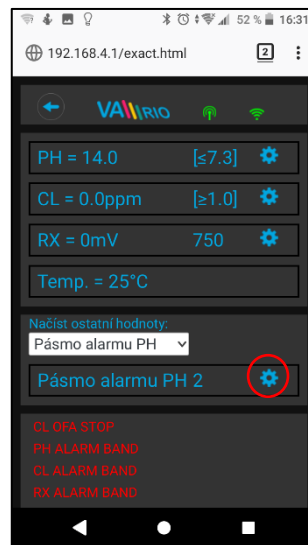 52 % 16:31
192.168.4.1/exact.html 2
VA\\\RIO
PH = 14.0 [≤7.3]
CL = 0.0ppm [≥1.0]
RX = 0mV 750
Temp. = 25°C
Načíst ostatní hodnoty:
Pásmo alarmu PH
Pásmo alarmu PH 2
CL OFA STOP
PH ALARM BAND
CL ALARM BAND
RX ALARM BAND